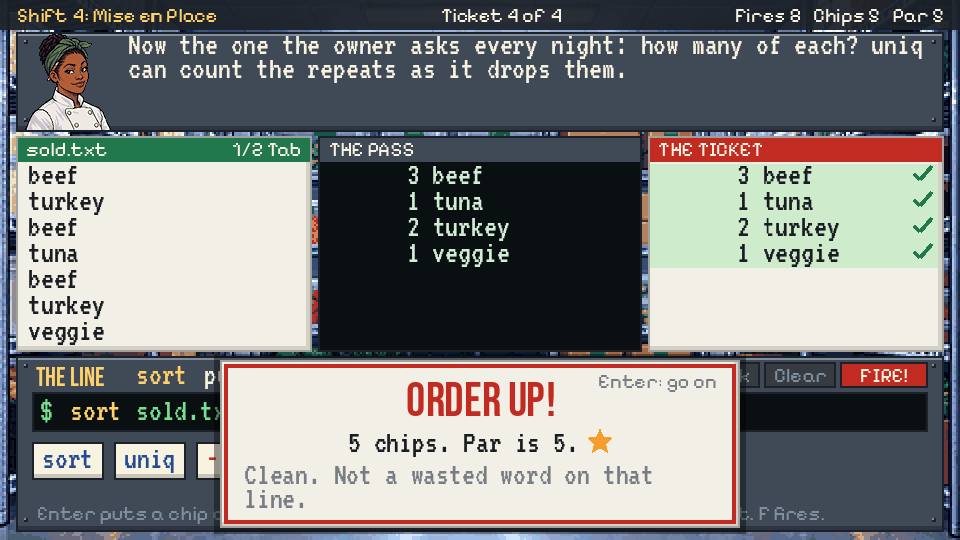 Shift 4: Mise en Place
Ticket 4 of 4
Fires 8 Chips 8 Par 8
Now the one the owner asks every night: how many of each? uniq
can count the repeats as it drops them.
sold.txt
1/2 Tab
beef
turkey
beef
tuna
beef
turkey
veggie
THE PASS
3 beef
1 tuna
2 turkey
1 veggie
THE TICKET
3 beef
1 tuna
2 turkey
1 veggie
THE LINE
sort
Clear
FIRE!
$ sort
sort
uniq
Enter: go on
ORDER UP!
5 chips. Par is 5.
Clean. Not a wasted word on that
line.
Enter puts a chip